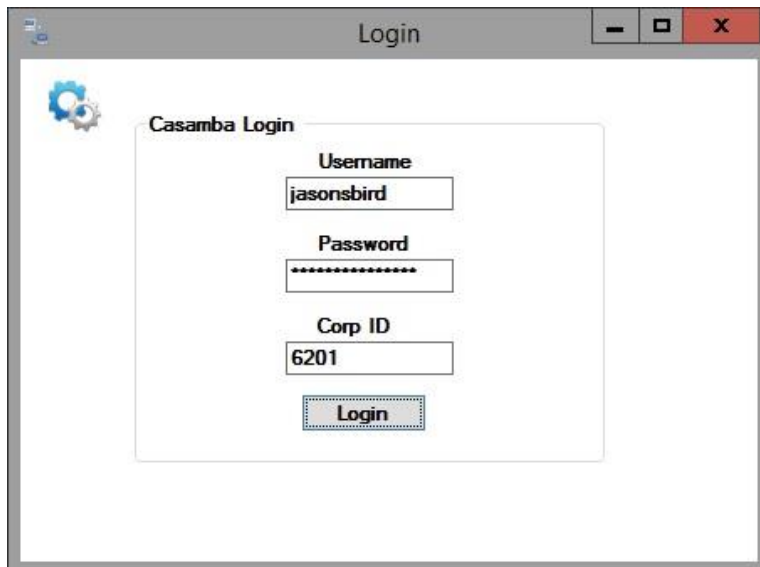 Login
Casamba Login
Username
jasonsbird
Password
***************
Corp ID
6201
Login